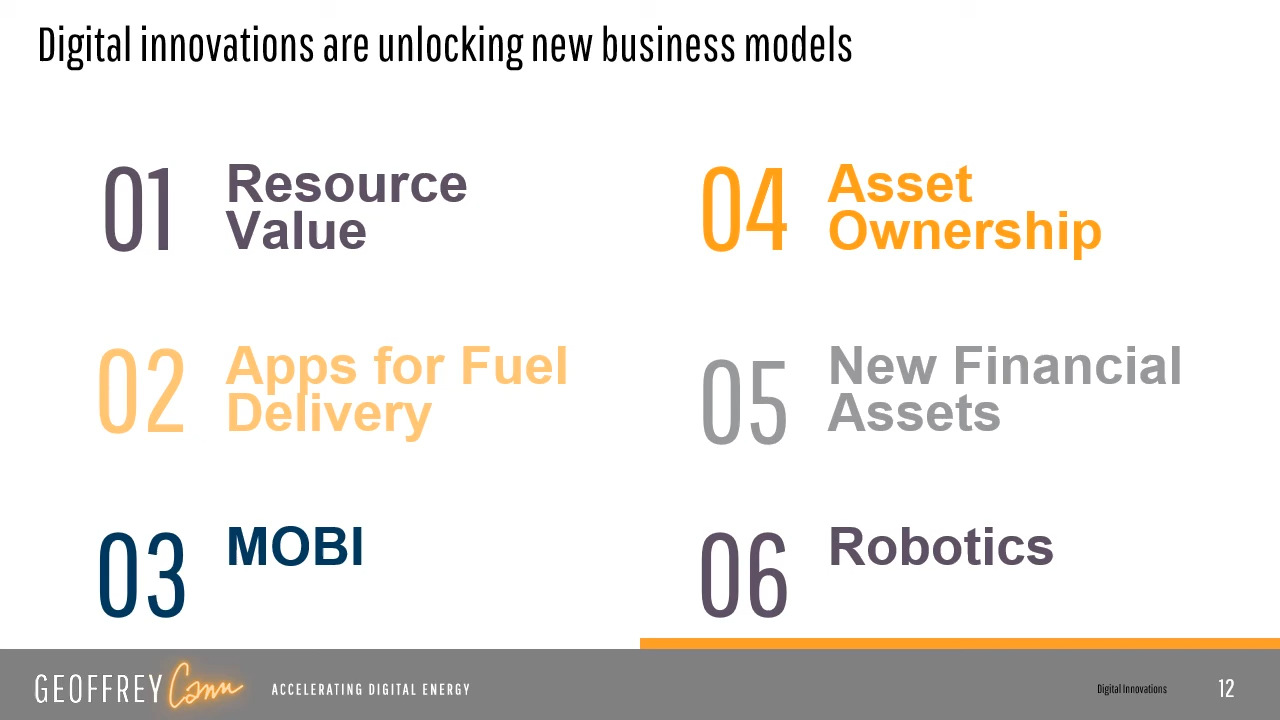 Digital innovations are unlocking new business models
01
Resource
Value
02
Apps for Fuel
Delivery
03
MOBI
04
Asset
Ownership
05
New Financial
Assets
06
Robotics
GEOFFREY Cann
ACCELERATING DIGITAL ENERGY
Digital Innovations
12